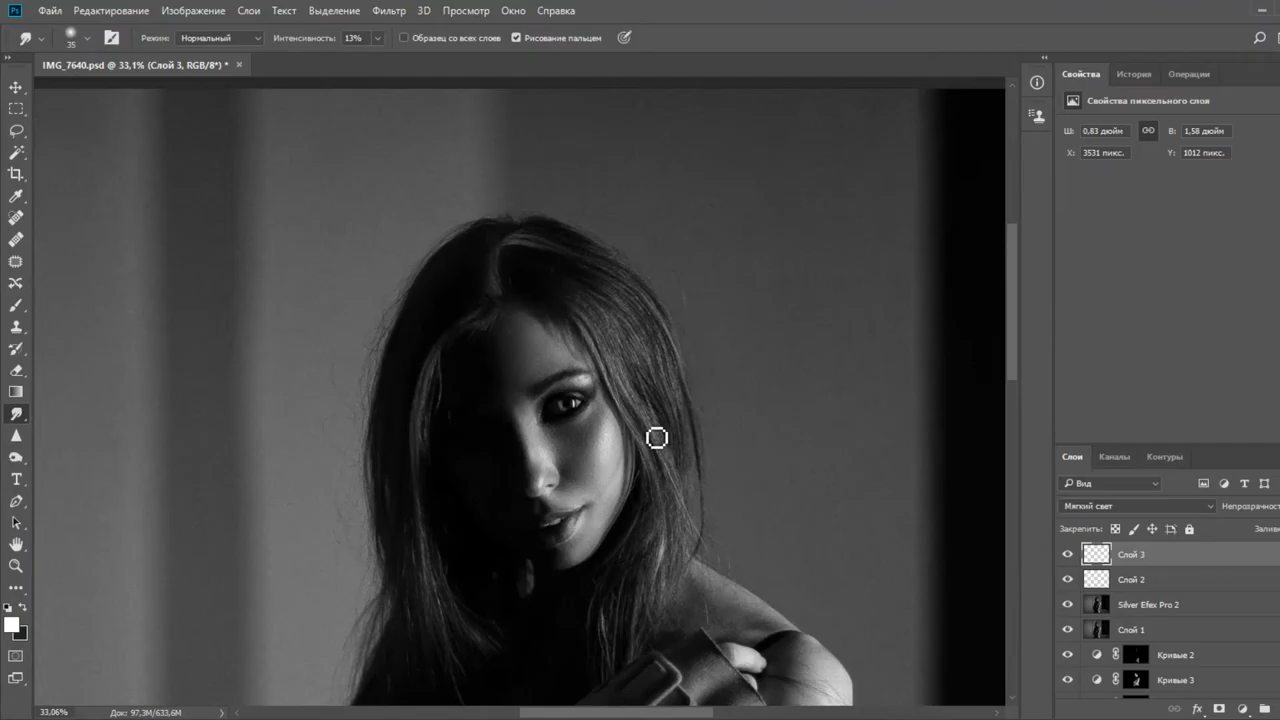 Ps Файл Редактирование Изображение Слои Текст Выделение Фильтр 3D Просмотр Окно Справка
35 Режим: Нормальный Интенсивность: 13% Образец со всех слоев Рисование пальцем
IMG_7640.psd @ 33,1% (Слой 3, RGB/8*) * ×
Свойства История Операции
Свойства пиксельного слоя
Ш: 0,83 дюйм В: 1,58 дюйм
X: 3531 пикс. Y: 1012 пикс.
Слои Каналы Контуры
Вид
Мягкий свет Непрозрачнос
Закрепить: Заливк
Слой 3
Слой 2
Silver Efex Pro 2
Слой 1
Кривые 2
Кривые 3
33,06% Док: 97,3M/633,6M